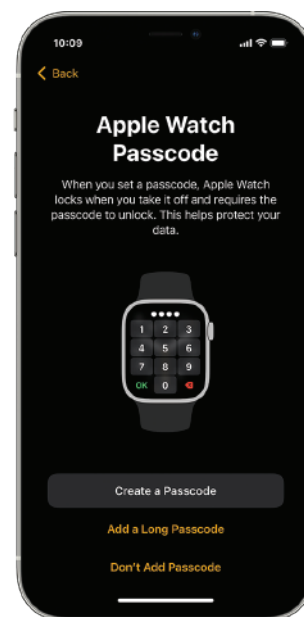 10:09
Back
Apple Watch
Passcode
When you set a passcode, Apple Watch
locks when you take it off and requires the
passcode to unlock. This helps protect your
data.
1 2 3
4 5 6
7 8 9
OK 0
Create a Passcode
Add a Long Passcode
Don't Add Passcode